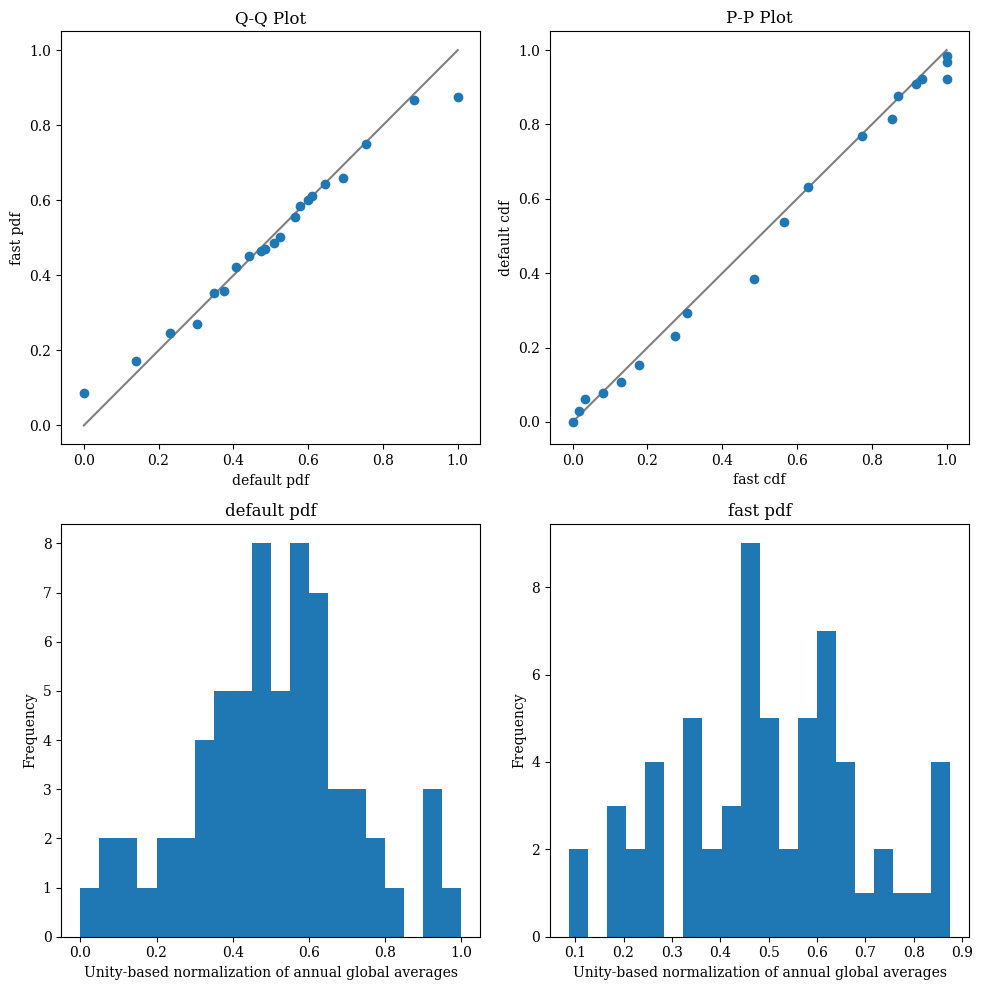 Q-Q Plot
1.0
0.8
0.6
0.4
0.2
0.0
fast pdf
0.0 0.2 0.4 0.6 0.8 1.0
default pdf
P-P Plot
1.0
0.8
0.6
0.4
0.2
0.0
default cdf
0.0 0.2 0.4 0.6 0.8 1.0
fast cdf
default pdf
8
7
6
5
4
3
2
1
0
Frequency
0.0 0.2 0.4 0.6 0.8 1.0
Unity-based normalization of annual global averages
fast pdf
8
6
4
2
0
Frequency
0.1 0.2 0.3 0.4 0.5 0.6 0.7 0.8 0.9
Unity-based normalization of annual global averages